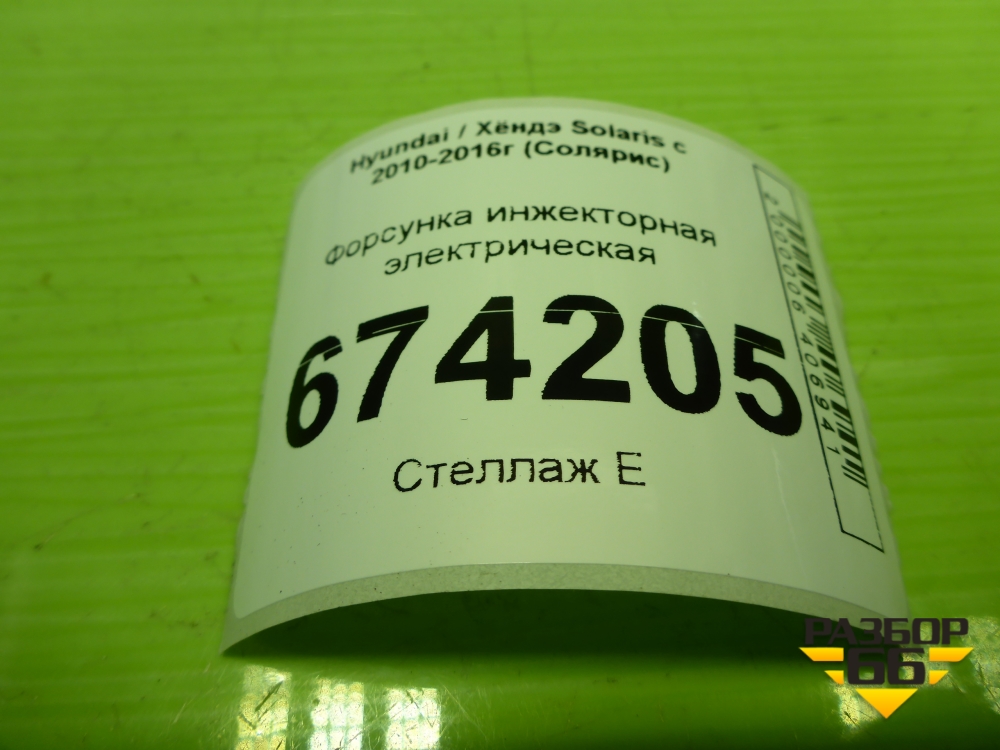 Hyundai / Хёндэ Solaris с
2010-2016г (Солярис)
Форсунка инжекторная
электрическая
674205
Стеллаж Е
2000006406941
РАЗБОР
66